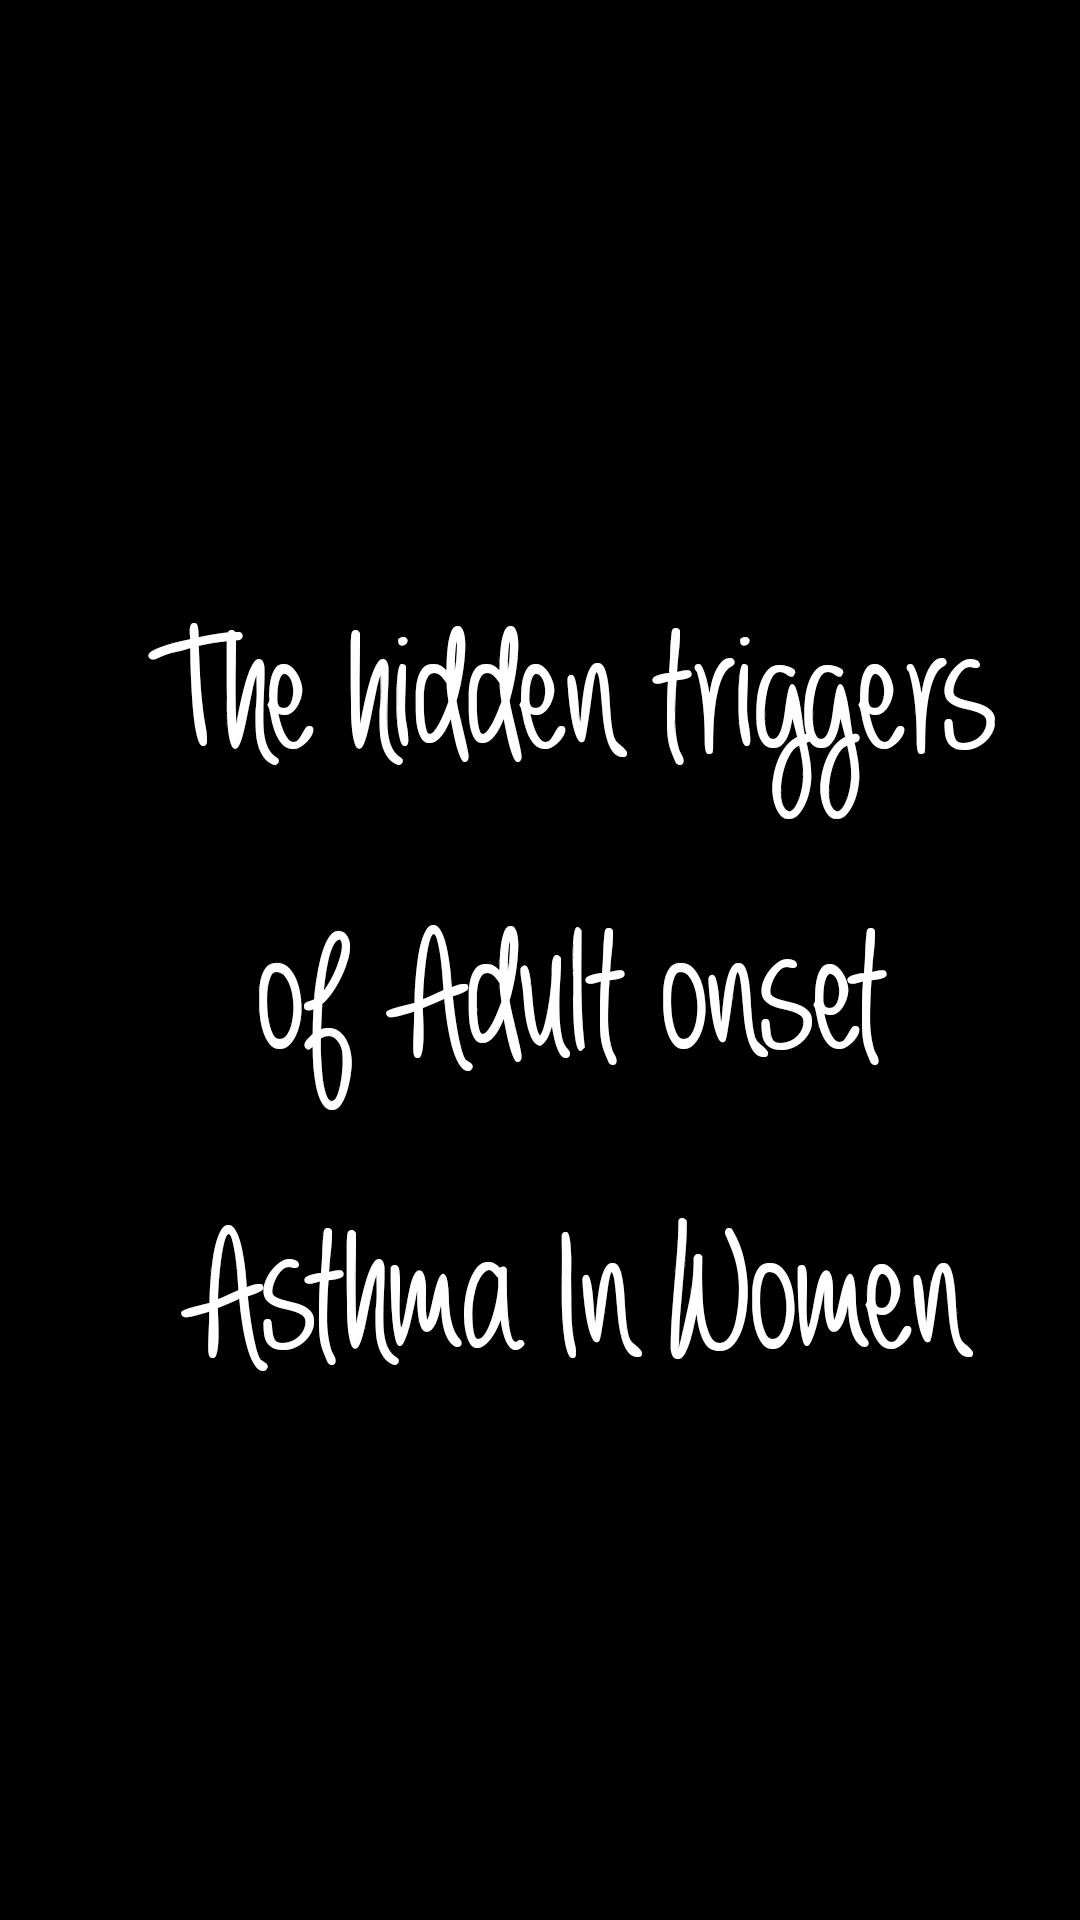 The hidden triggers
of Adult onset
Asthma In Women